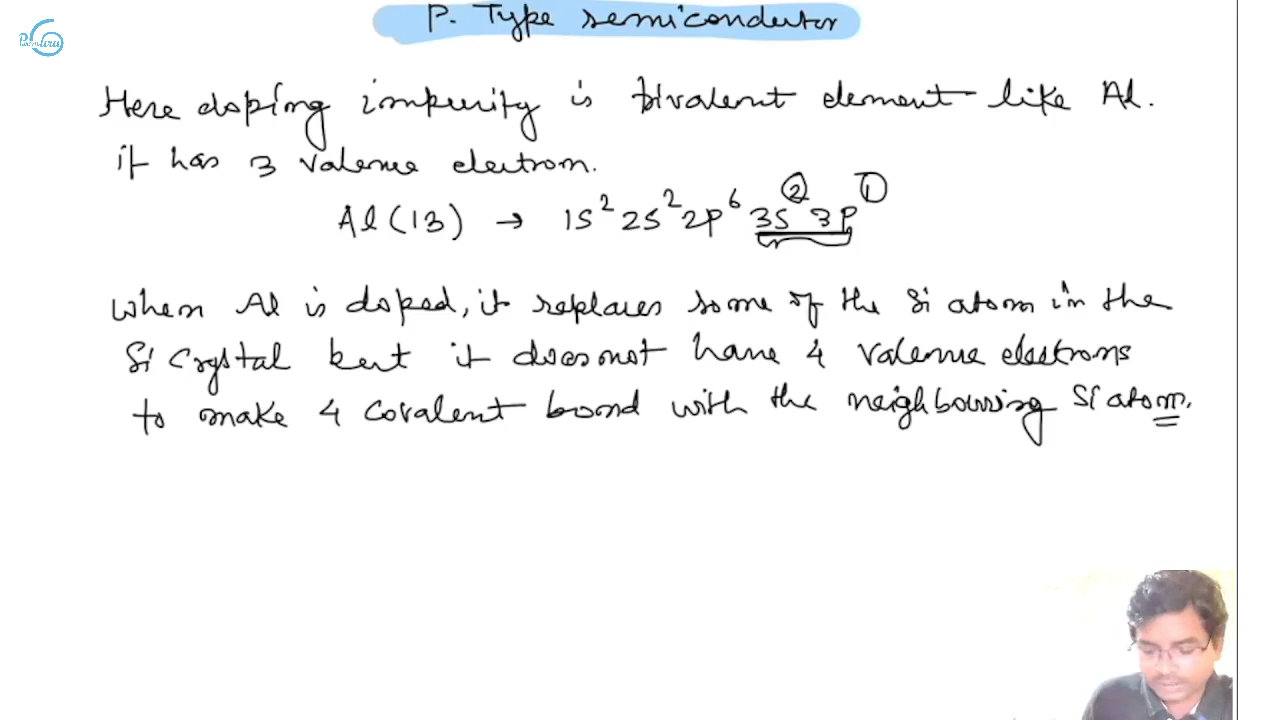 P. Type semiconductor
Here doping impurity is trivalent element like Al.
it has 3 valence electron.
Al (13) → 1S² 2S² 2P⁶ 3S² 3P¹
When Al is doped, it replaces some of the Si atom in the
Si crystal but it does not have 4 valence electrons
to make 4 covalent bond with the neighbouring Si atom.